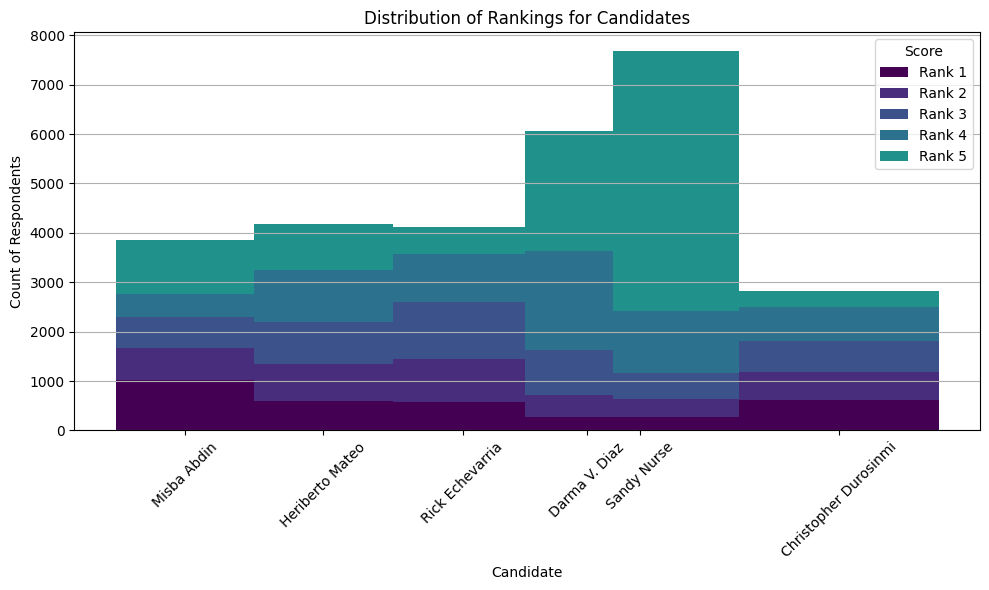 Distribution of Rankings for Candidates
8000
7000
6000
5000
4000
3000
2000
1000
0
Count of Respondents
Score
Rank 1
Rank 2
Rank 3
Rank 4
Rank 5
Misba Abdin
Heriberto Mateo
Rick Echevarria
Darma V. Diaz
Sandy Nurse
Christopher Durosinmi
Candidate